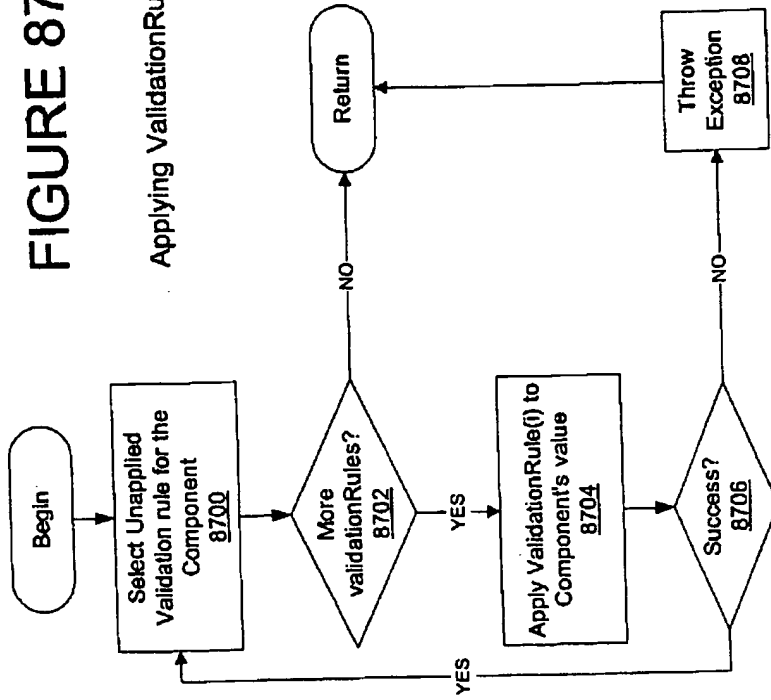 FIGURE 87
Applying ValidationRu
Begin
Select Unapplied
Validation rule for the
Component
8700
More
validationRules?
8702
NO
Return
YES
Apply ValidationRule(i) to
Component's value
8704
Success?
8706
NO
Throw
Exception
8708
YES